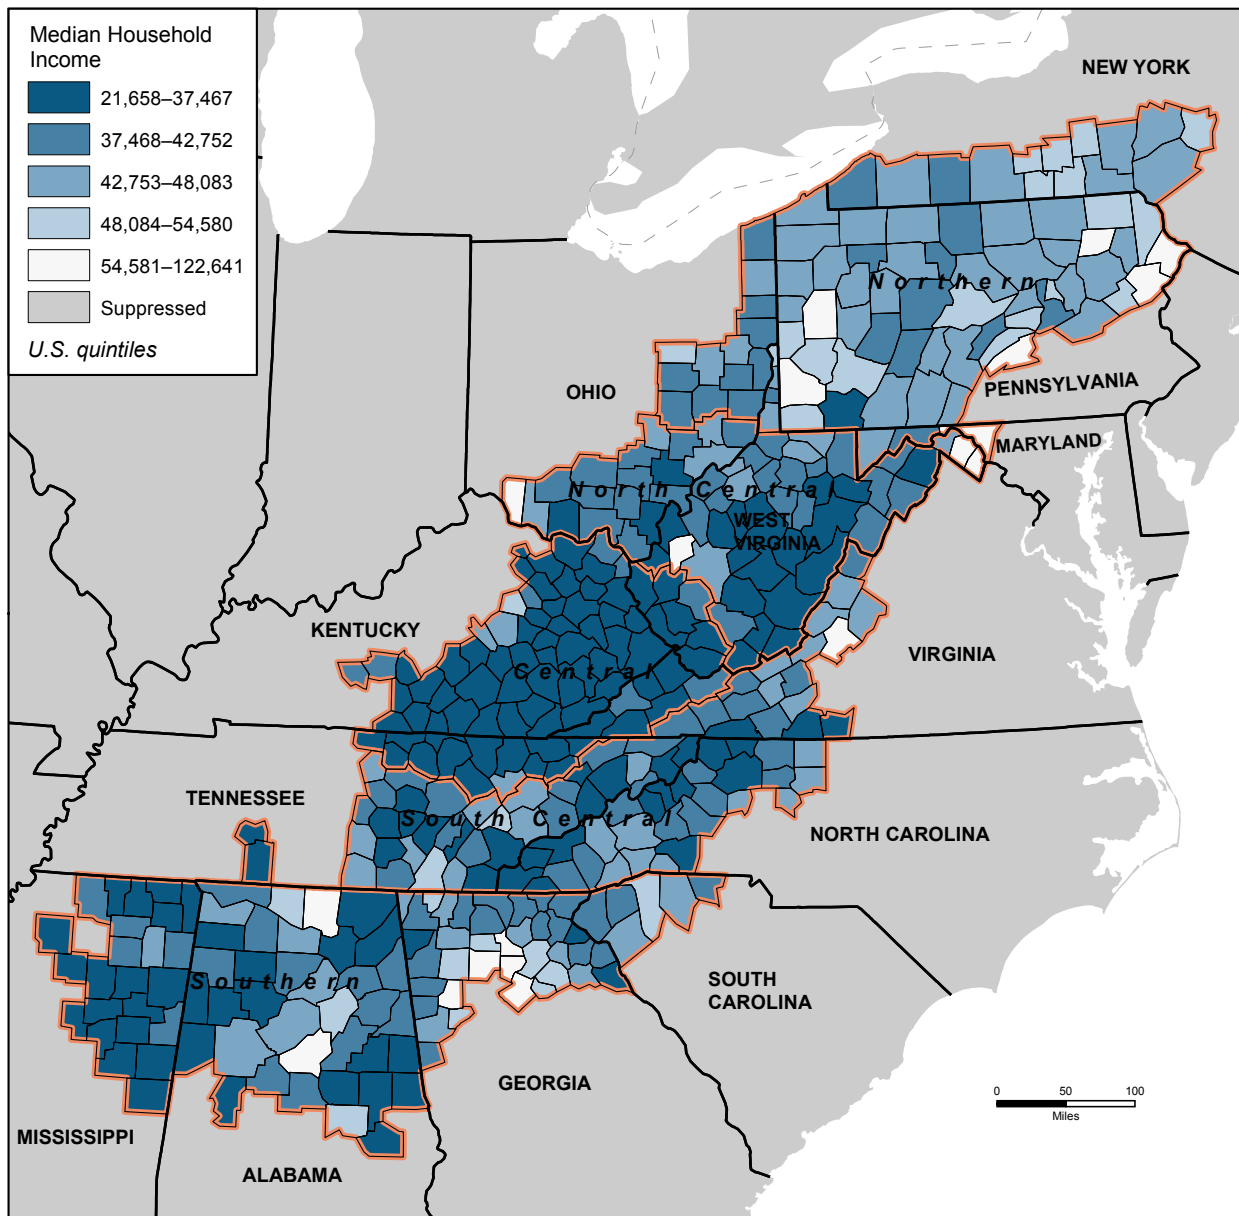 Median Household
Income
21,658–37,467
37,468–42,752
42,753–48,083
48,084–54,580
54,581–122,641
Suppressed
U.S. quintiles
NEW YORK
Northern
PENNSYLVANIA
OHIO
MARYLAND
North Central
WEST
VIRGINIA
KENTUCKY
VIRGINIA
Central
TENNESSEE
South Central
NORTH CAROLINA
Southern
SOUTH
CAROLINA
GEORGIA
0 50 100
Miles
MISSISSIPPI
ALABAMA